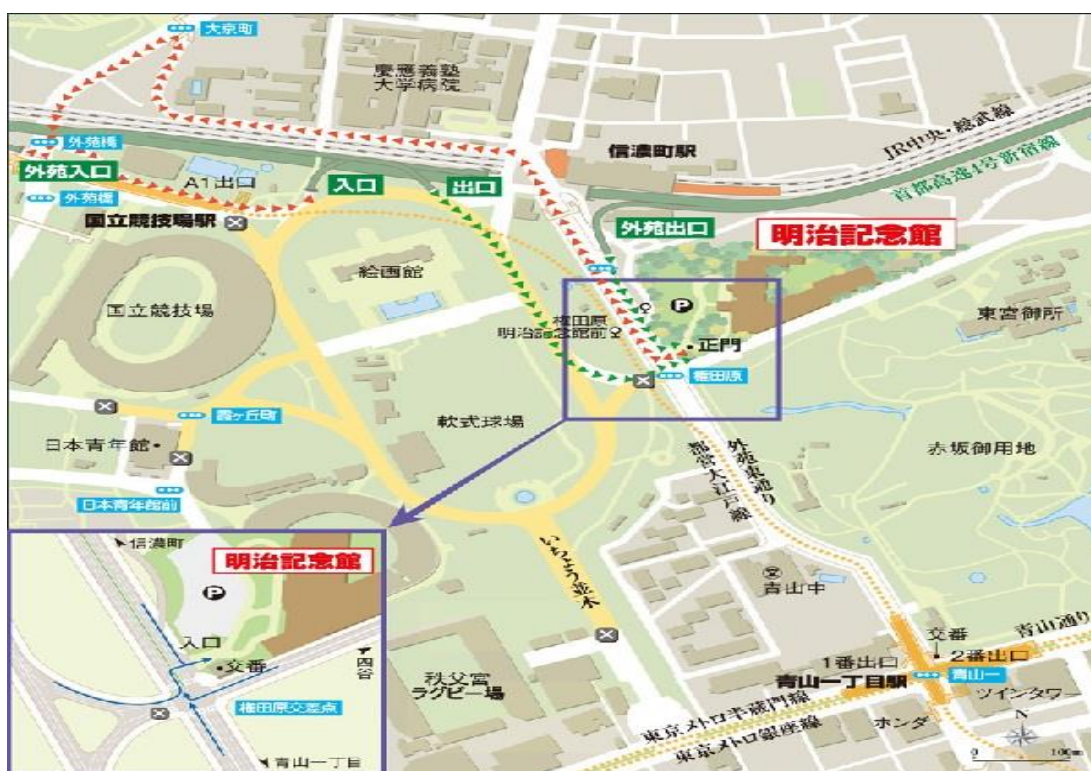 大京町
慶應義塾
大学病院
外苑橋
信濃町駅
JR中央・総武線
首都高速4号新宿線
外苑入口
A1出口
入口
出口
外苑橋
国立競技場駅
外苑出口
明治記念館
絵画館
国立競技場
P
東宮御所
権田原
明治記念館前
正門
権田原
霞ヶ丘町
軟式球場
日本青年館
赤坂御用地
外苑東通り
都営大江戸線
日本青年館前
いちょう並木
信濃町
明治記念館
P
入口
交番
四谷
権田原交差点
青山一丁目
青山中
交番
青山通り
1番出口
2番出口
青山一丁目駅
青山一
ツインタワー
秩父宮
ラグビー場
東京メトロ半蔵門線
東京メトロ銀座線
ホンダ
N
0 100m